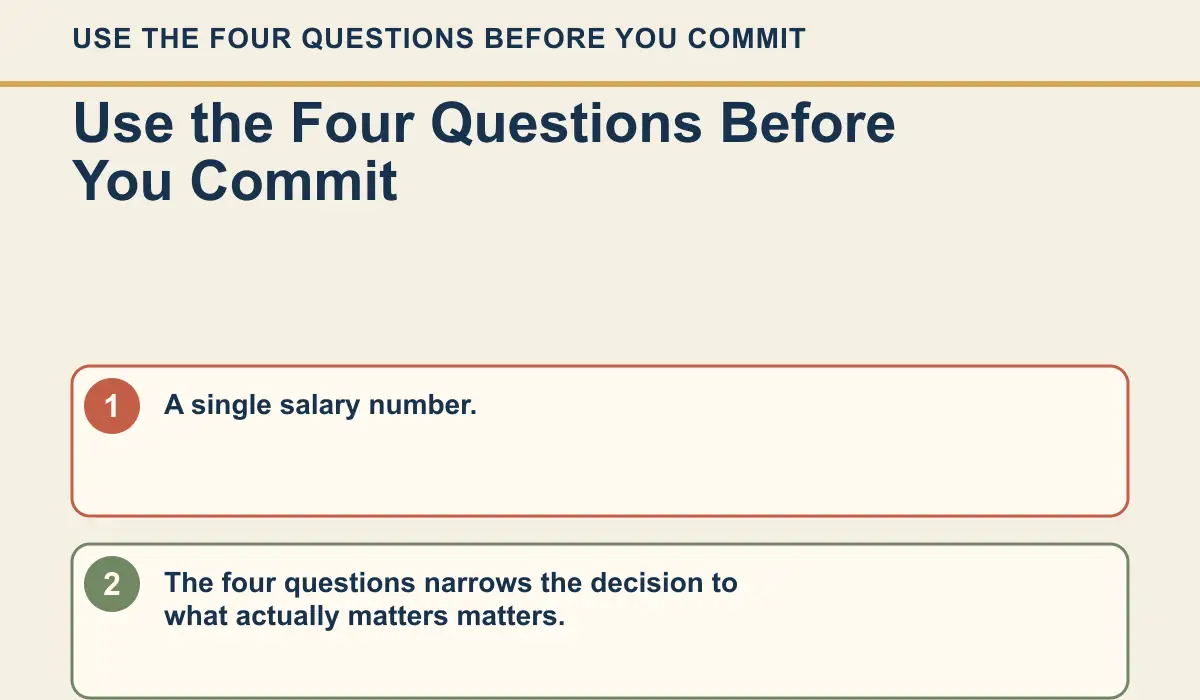 USE THE FOUR QUESTIONS BEFORE YOU COMMIT
Use the Four Questions Before
You Commit
1
A single salary number.
2
The four questions narrows the decision to
what actually matters matters.